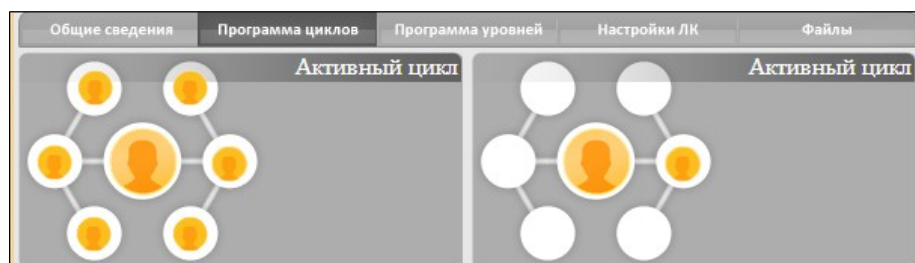 Общие сведения
Программа циклов
Программа уровней
Настройки ЛК
Файлы
Активный цикл
Активный цикл